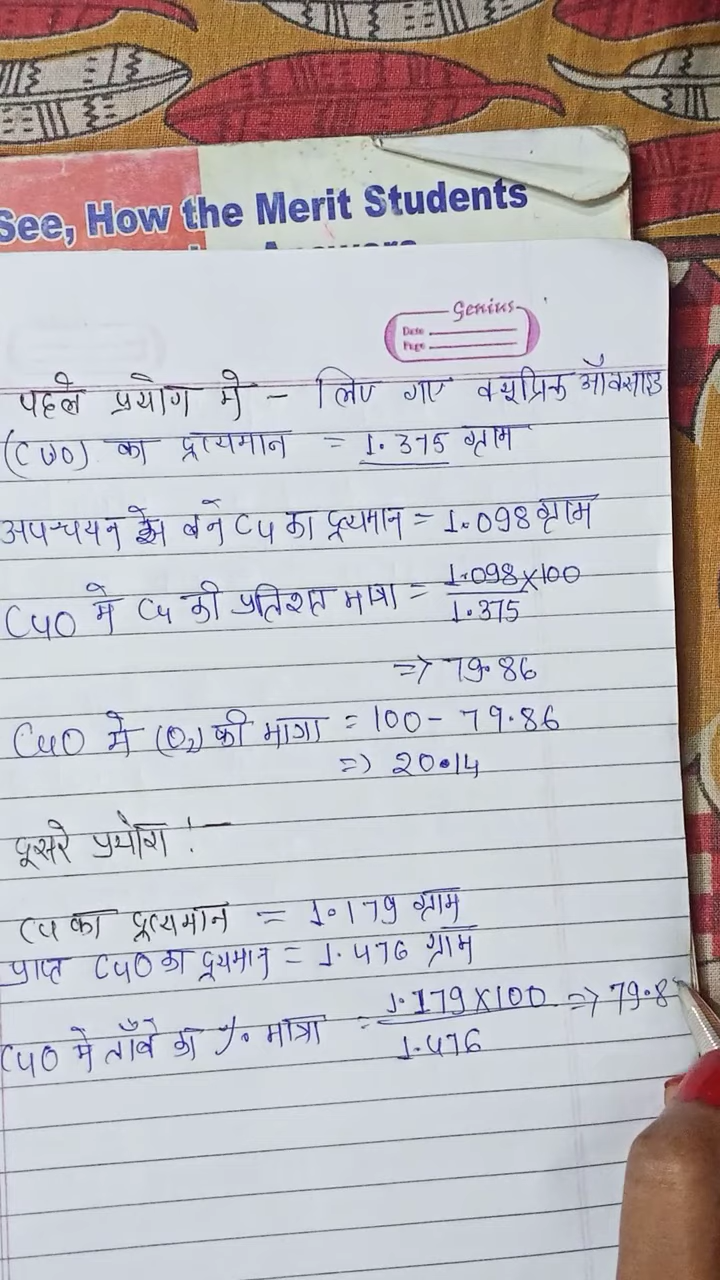 See, How the Merit Students
Genius
Date
Page
पहले प्रयोग मे - लिए गए क्यूप्रिक ऑक्साइड
(CuO) का द्रव्यमान = 1.375 ग्राम
अपच्चयन से बने Cu का द्रव्यमान = 1.098 ग्राम
CuO मे Cu की प्रतिशत मात्रा = 1.098×100
1.375
=> 79.86
CuO मे (O₂) की मात्रा = 100 - 79.86
=> 20.14
दूसरे प्रयोग :-
Cu का द्रव्यमान = 1.179 ग्राम
प्राप्त CuO का द्रव्यमान = 1.476 ग्राम
CuO मे ताँबे की % मात्रा = 1.179×100 => 79.8
1.476